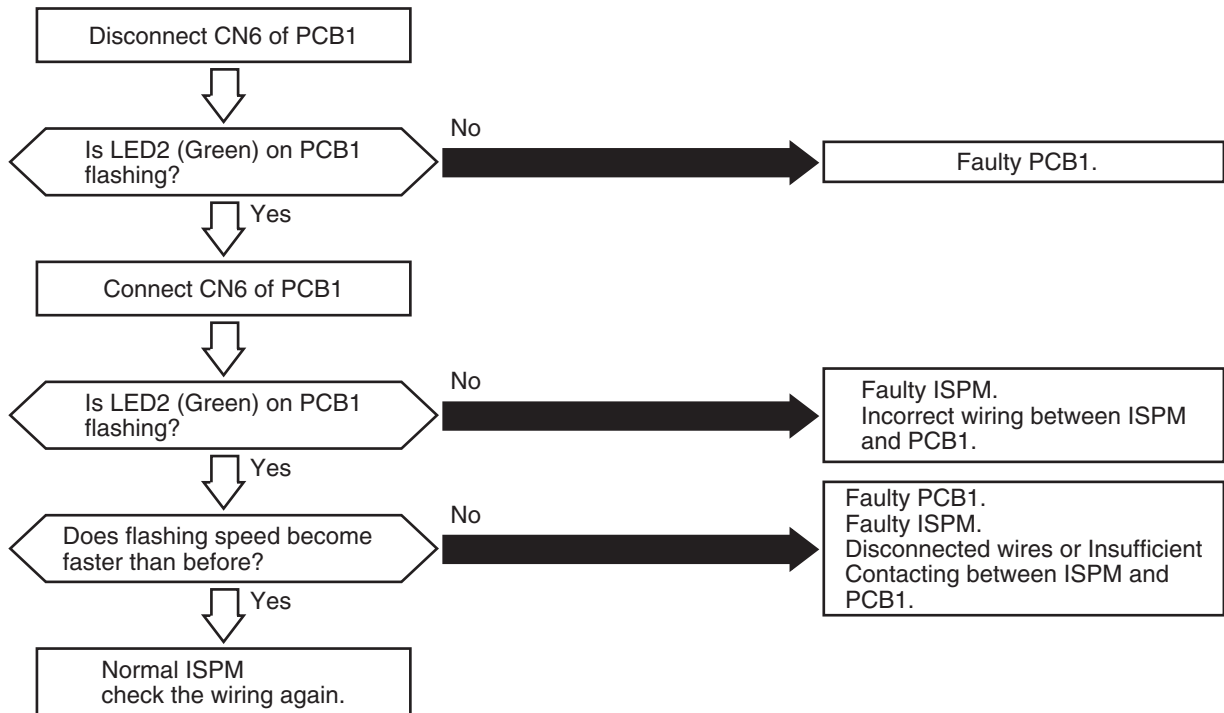 Disconnect CN6 of PCB1
Is LED2 (Green) on PCB1
flashing?
No
Faulty PCB1.
Yes
Connect CN6 of PCB1
Is LED2 (Green) on PCB1
flashing?
No
Faulty ISPM.
Incorrect wiring between ISPM
and PCB1.
Yes
Does flashing speed become
faster than before?
No
Faulty PCB1.
Faulty ISPM.
Disconnected wires or Insufficient
Contacting between ISPM and
PCB1.
Yes
Normal ISPM
check the wiring again.